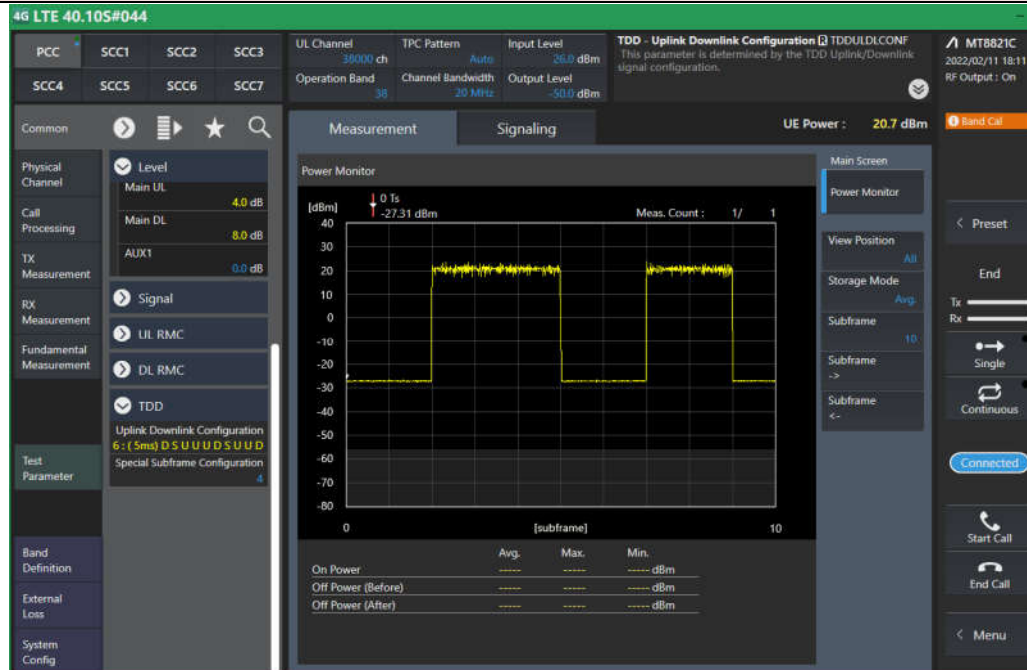 4G LTE 40.10S#044
PCC SCC1 SCC2 SCC3
SCC4 SCC5 SCC6 SCC7
UL Channel
38000 ch
TPC Pattern
Auto
Input Level
26.0 dBm
Operation Band
38
Channel Bandwidth
20 MHz
Output Level
-50.0 dBm
TDD - Uplink Downlink Configuration R TDDULDLCONF
This parameter is determined by the TDD Uplink/Downlink
signal configuration.
MT8821C
2022/02/11 18:11
RF Output : On
Band Cal
Common
Physical
Channel
Call
Processing
TX
Measurement
RX
Measurement
Fundamental
Measurement
Test
Parameter
Band
Definition
External
Loss
System
Config
Level
Main UL
4.0 dB
Main DL
8.0 dB
AUX1
0.0 dB
Signal
UL RMC
DL RMC
TDD
Uplink Downlink Configuration
6 : ( 5ms) D S U U U D S U U D
Special Subframe Configuration
4
Measurement
Signaling
UE Power : 20.7 dBm
Power Monitor
[dBm]
0 Ts
-27.31 dBm
Meas. Count : 1/ 1
40
30
20
10
0
-10
-20
-30
-40
-50
-60
-70
-80
0 [subframe] 10
Avg. Max. Min.
On Power ----- ----- ----- dBm
Off Power (Before) ----- ----- ----- dBm
Off Power (After) ----- ----- ----- dBm
Main Screen
Power Monitor
View Position
All
Storage Mode
Avg.
Subframe
10
Subframe
->
Subframe
<-
< Preset
End
Tx
Rx
Single
Continuous
Connected
Start Call
End Call
< Menu